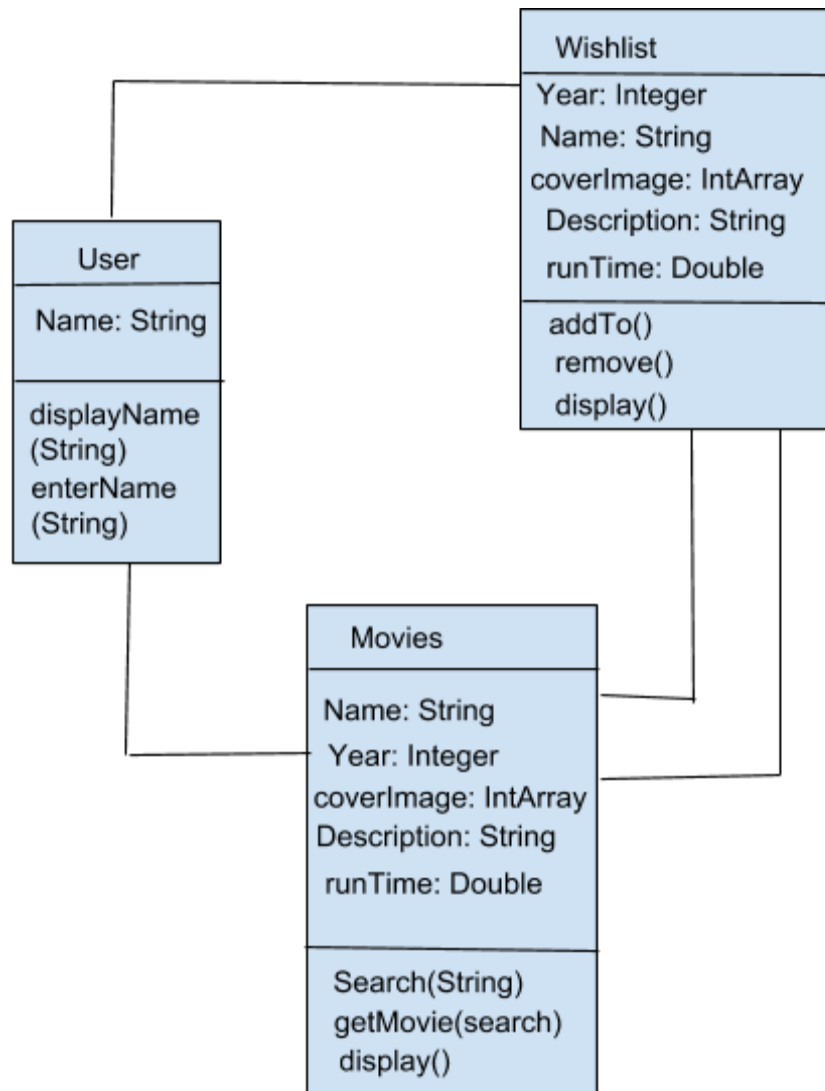 Wishlist
Year: Integer
Name: String
coverImage: IntArray
Description: String
runTime: Double
addTo()
remove()
display()
User
Name: String
displayName
(String)
enterName
(String)
Movies
Name: String
Year: Integer
coverImage: IntArray
Description: String
runTime: Double
Search(String)
getMovie(search)
display()